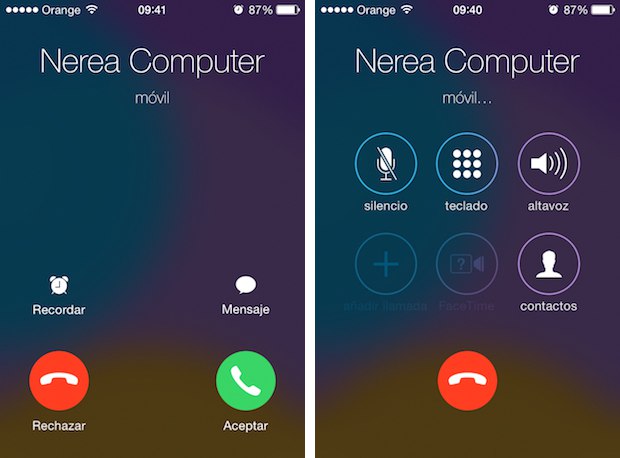 Orange 09:41 87%
Nerea Computer
móvil
Recordar Mensaje
Rechazar Aceptar
Orange 09:40 87%
Nerea Computer
móvil...
silencio teclado altavoz
añadir llamada FaceTime contactos